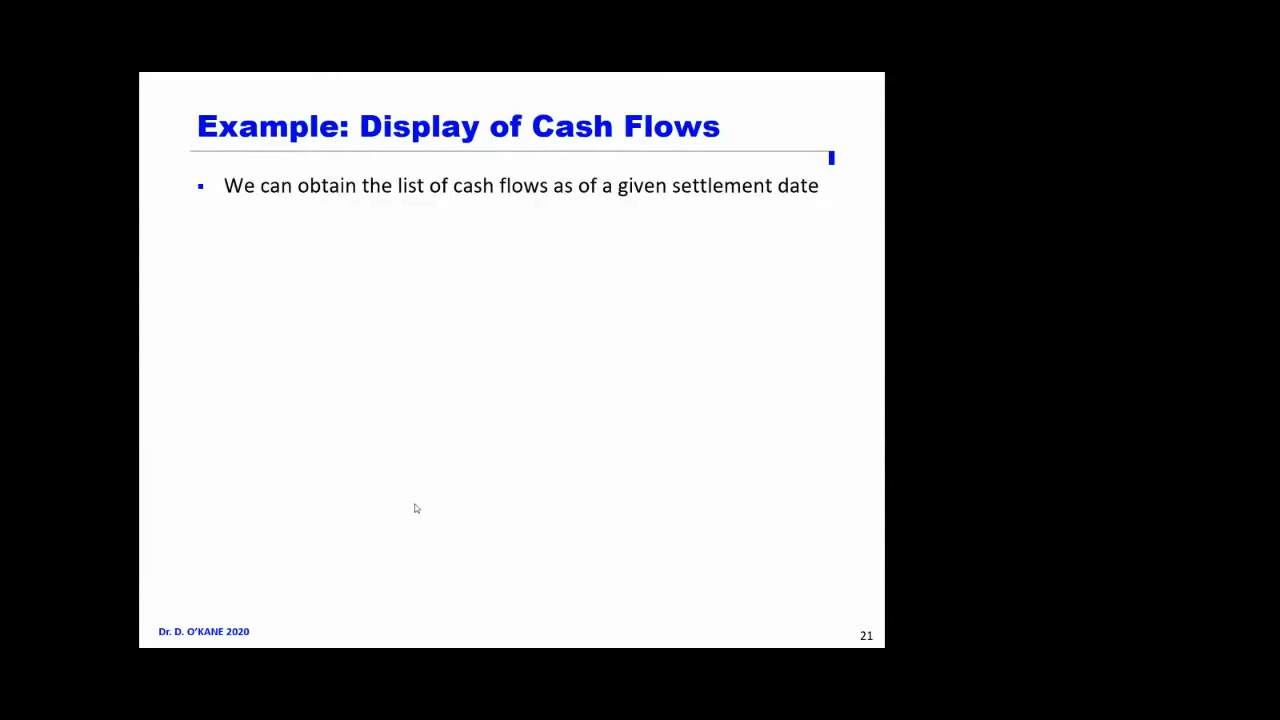 Example: Display of Cash Flows
We can obtain the list of cash flows as of a given settlement date
Dr. D. O'KANE 2020
21